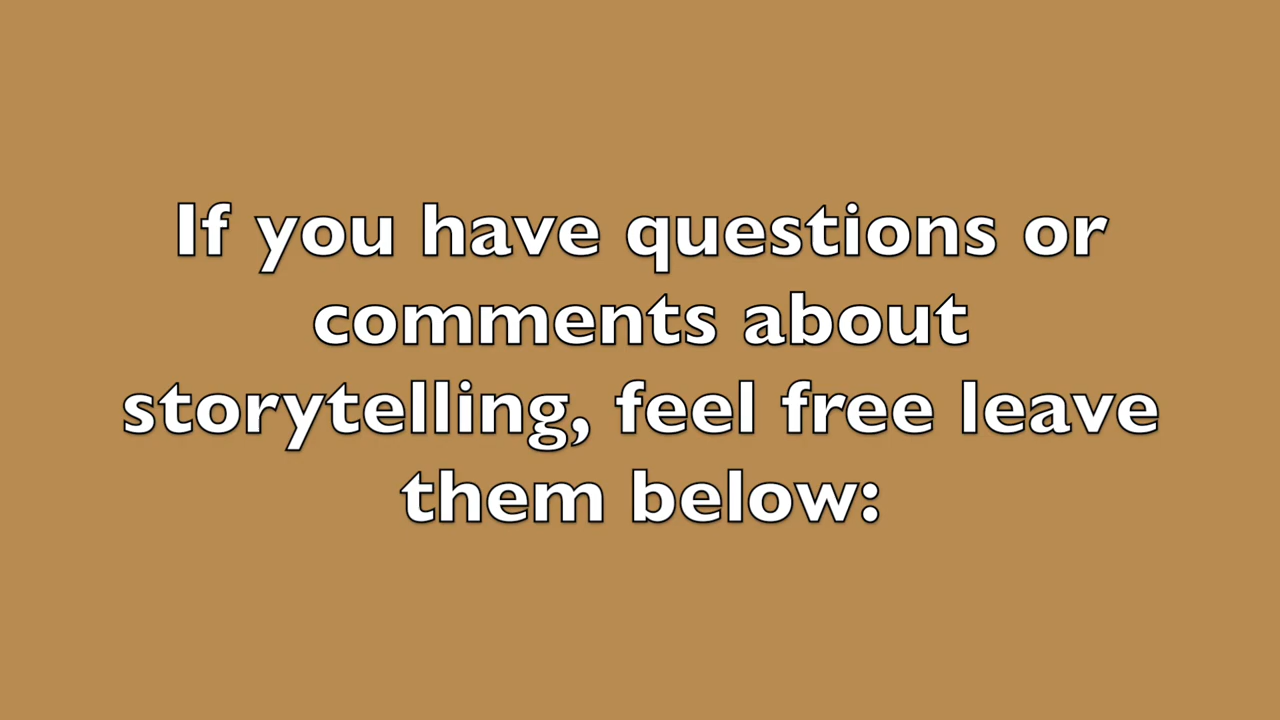 If you have questions or
comments about
storytelling, feel free leave
them below: